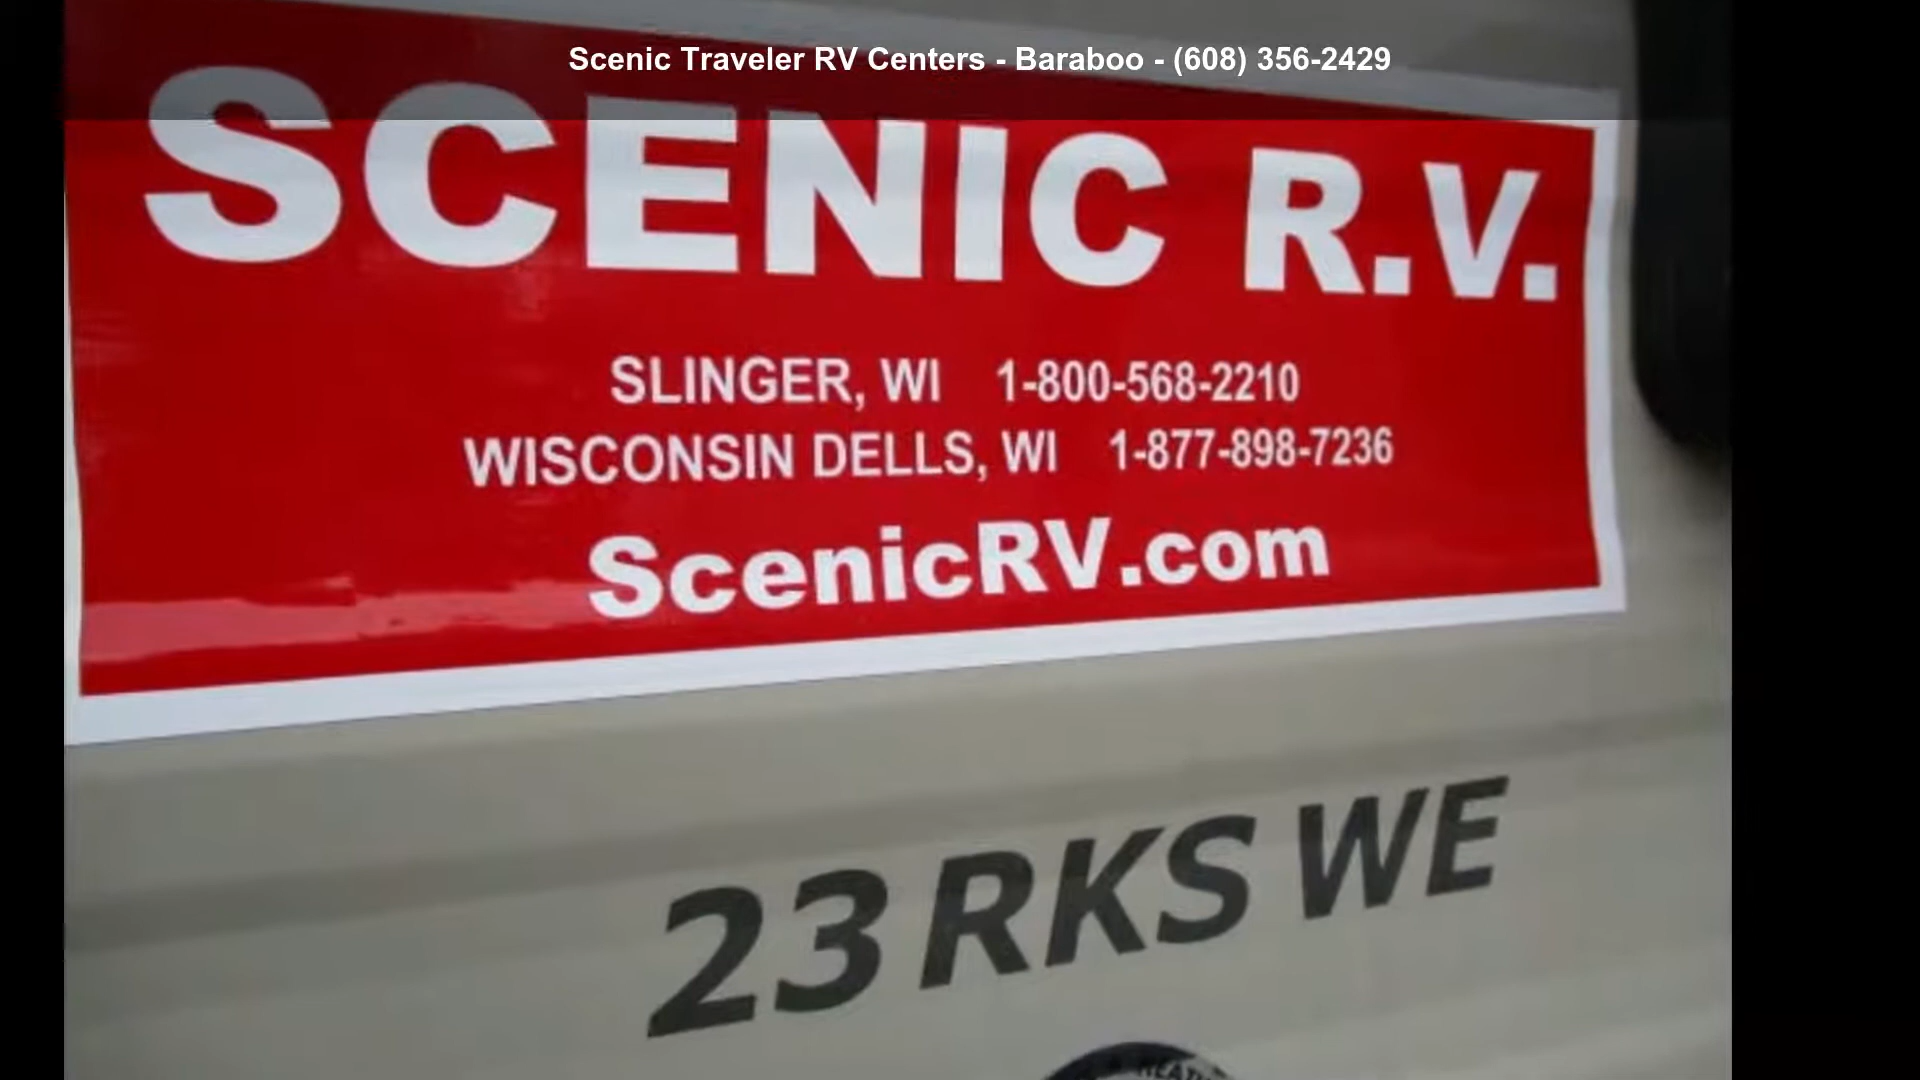 Scenic Traveler RV Centers - Baraboo - (608) 356-2429
SCENIC R.V.
SLINGER, WI 1-800-568-2210
WISCONSIN DELLS, WI 1-877-898-7236
ScenicRV.com
23 RKS WE